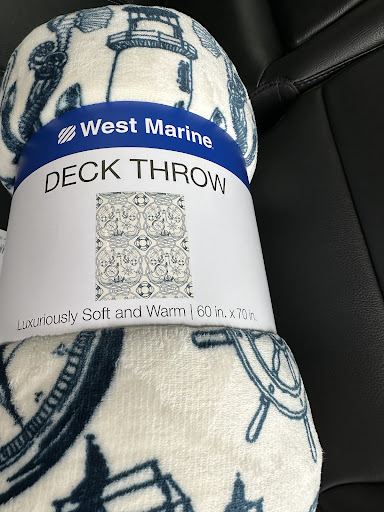 West Marine
DECK THROW
Luxuriously Soft and Warm | 60 in. x 70 in.